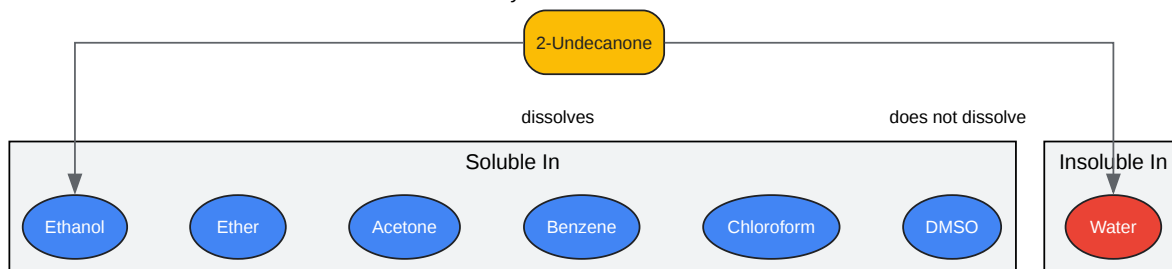 2-Undecanone
dissolves
does not dissolve
Soluble In
Insoluble In
Ethanol
Ether
Acetone
Benzene
Chloroform
DMSO
Water